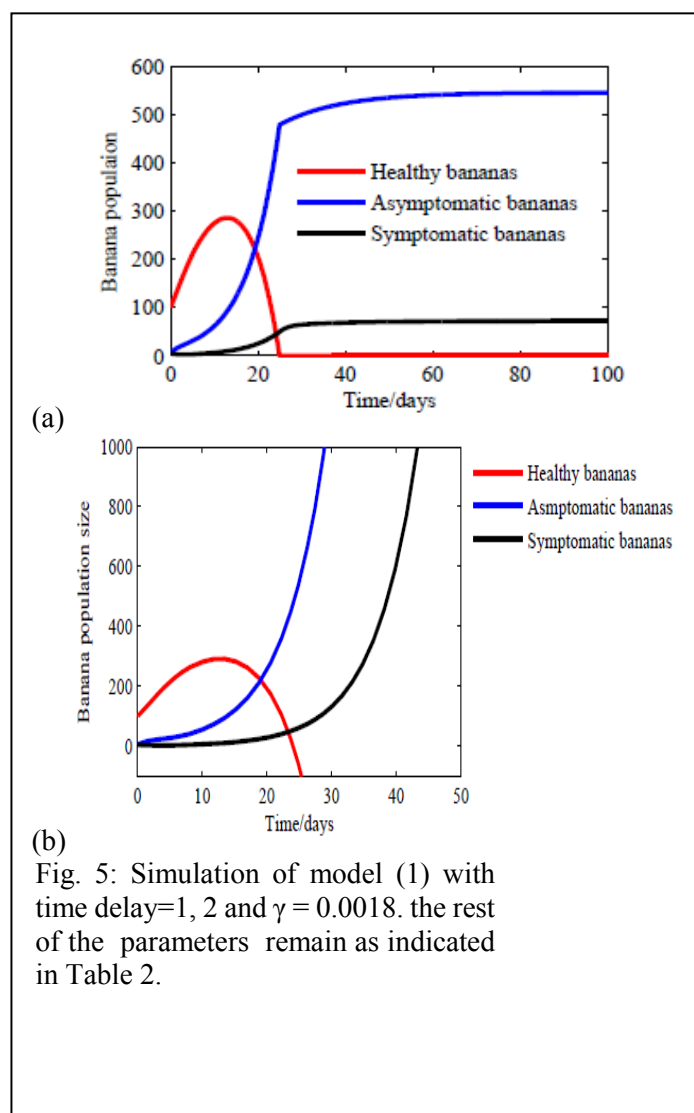 600
500
400
300
200
100
0
Banana populaion
Healthy bananas
Asymptomatic bananas
Symptomatic bananas
0 20 40 60 80 100
Time/days
(a)
1000
800
600
400
200
0
Banana population size
Healthy bananas
Asmptomatic bananas
Symptomatic bananas
0 10 20 30 40 50
Time/days
(b)
Fig. 5: Simulation of model (1) with
time delay=1, 2 and γ = 0.0018. the rest
of the parameters remain as indicated
in Table 2.